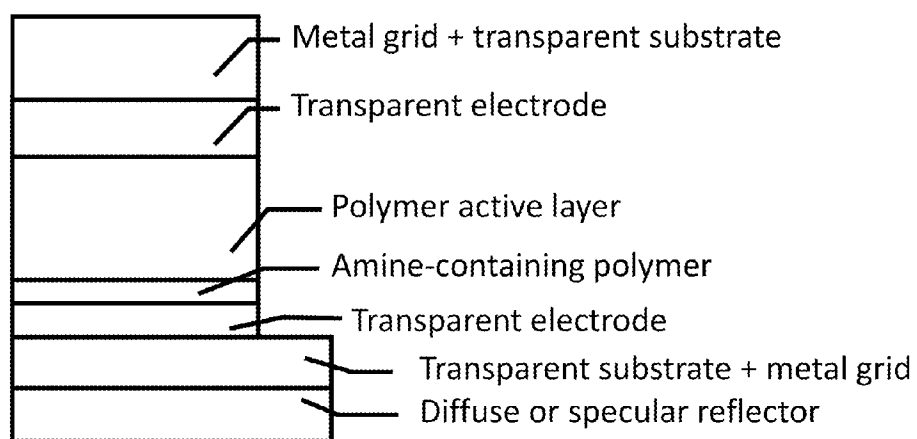 Metal grid + transparent substrate
Transparent electrode
Polymer active layer
Amine-containing polymer
Transparent electrode
Transparent substrate + metal grid
Diffuse or specular reflector